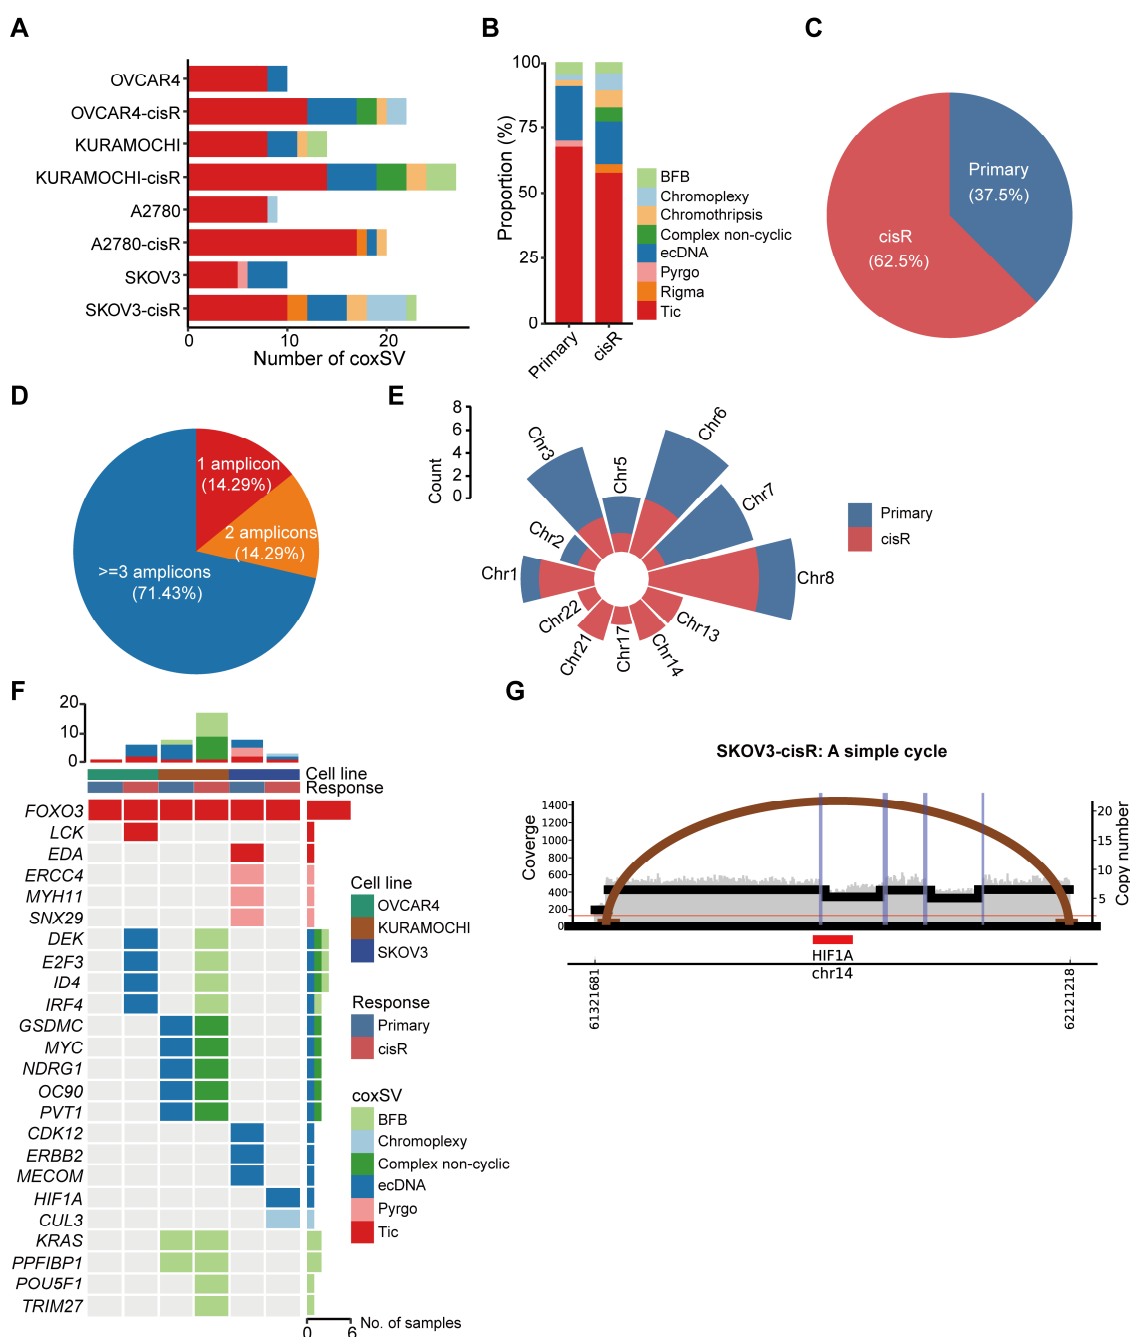 A
OVCAR4
OVCAR4-cisR
KURAMOCHI
KURAMOCHI-cisR
A2780
A2780-cisR
SKOV3
SKOV3-cisR
0 10 20
Number of coxSV
B
Proportion (%)
100
75
50
25
0
Primary
cisR
BFB
Chromoplexy
Chromothripsis
Complex non-cyclic
ecDNA
Pyrgo
Rigma
Tic
C
Primary
(37.5%)
cisR
(62.5%)
D
1 amplicon
(14.29%)
2 amplicons
(14.29%)
>=3 amplicons
(71.43%)
E
Count
8
6
4
2
0
Chr1
Chr2
Chr3
Chr5
Chr6
Chr7
Chr8
Chr13
Chr14
Chr17
Chr21
Chr22
Primary
cisR
F
20
10
0
Cell line
Response
FOXO3
LCK
EDA
ERCC4
MYH11
SNX29
DEK
E2F3
ID4
IRF4
GSDMC
MYC
NDRG1
OC90
PVT1
CDK12
ERBB2
MECOM
HIF1A
CUL3
KRAS
PPFIBP1
POU5F1
TRIM27
0 6
No. of samples
Cell line
OVCAR4
KURAMOCHI
SKOV3
Response
Primary
cisR
coxSV
BFB
Chromoplexy
Complex non-cyclic
ecDNA
Pyrgo
Tic
G
SKOV3-cisR: A simple cycle
Coverge
1400
1200
1000
800
600
400
200
0
20
15
10
5
Copy number
HIF1A
chr14
61321681
62121218